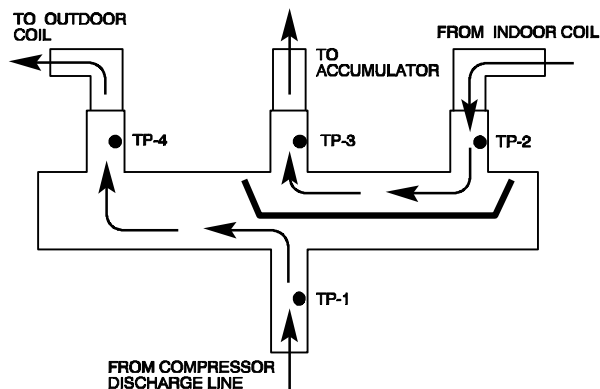 TO OUTDOOR
COIL
TO
ACCUMULATOR
FROM INDOOR COIL
TP-4
TP-3
TP-2
TP-1
FROM COMPRESSOR
DISCHARGE LINE